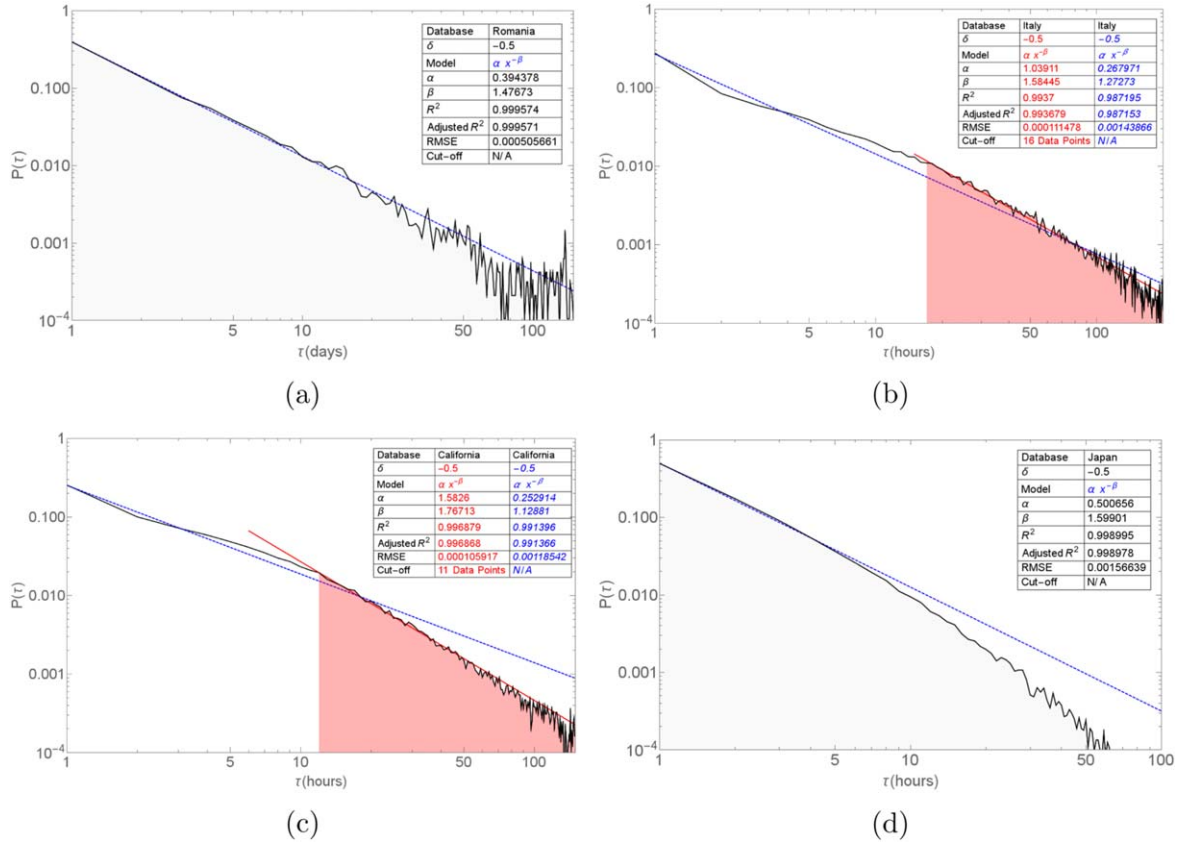 1
0.100
0.010
0.001
10⁻⁴
P(τ)
1 5 10 50 100
τ(days)
Database Romania
δ −0.5
Model α x^−β
α 0.394378
β 1.47673
R² 0.999574
Adjusted R² 0.999571
RMSE 0.000505661
Cut−off N/A
(a)
1
0.100
0.010
0.001
10⁻⁴
P(τ)
1 5 10 50 100
τ(hours)
Database Italy Italy
δ −0.5 −0.5
Model α x^−β α x^−β
α 1.03911 0.267971
β 1.58445 1.27273
R² 0.9937 0.987195
Adjusted R² 0.993679 0.987153
RMSE 0.000111478 0.00143866
Cut−off 16 Data Points N/A
(b)
1
0.100
0.010
0.001
10⁻⁴
P(τ)
1 5 10 50 100
τ(hours)
Database California California
δ −0.5 −0.5
Model α x^−β α x^−β
α 1.5826 0.252914
β 1.76713 1.12881
R² 0.996879 0.991396
Adjusted R² 0.996868 0.991366
RMSE 0.000105917 0.00118542
Cut−off 11 Data Points N/A
(c)
1
0.100
0.010
0.001
10⁻⁴
P(τ)
1 5 10 50 100
τ(hours)
Database Japan
δ −0.5
Model α x^−β
α 0.500656
β 1.59901
R² 0.998995
Adjusted R² 0.998978
RMSE 0.00156639
Cut−off N/A
(d)